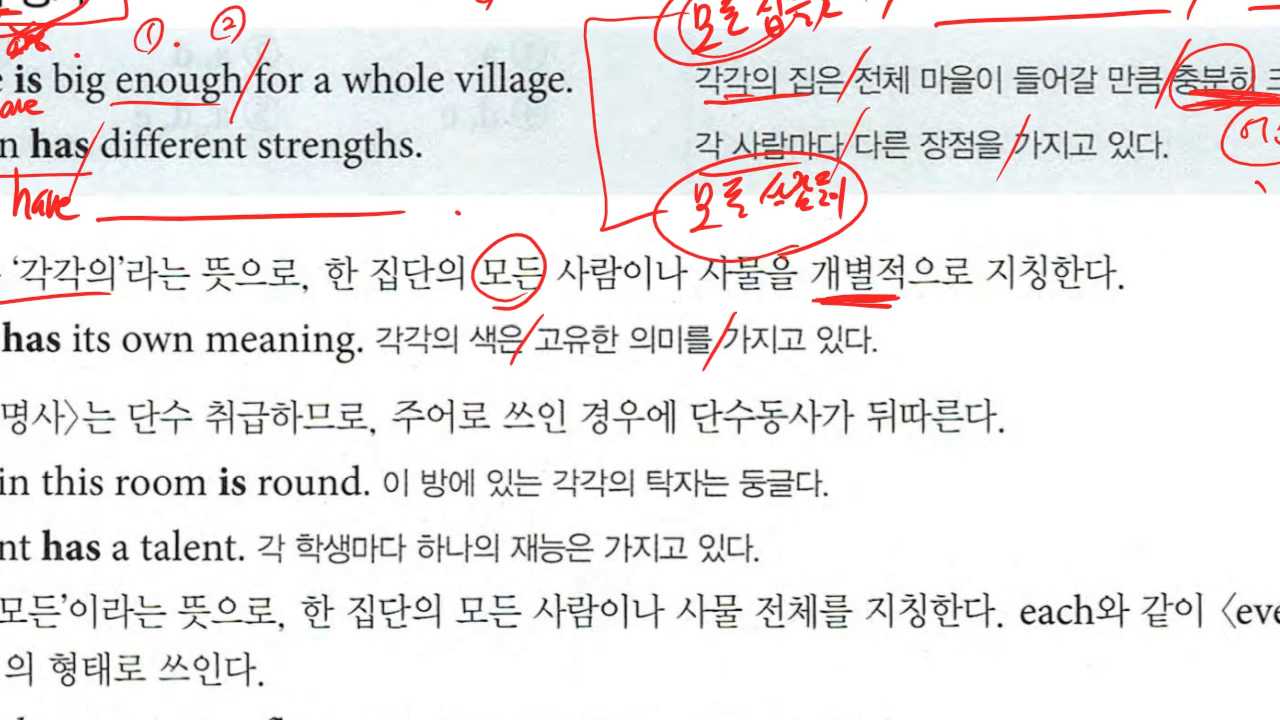 ① ②
모든
is big enough for a whole village. 각각의 집은 전체 마을이 들어갈 만큼 충분히
are
has different strengths. 각 사람마다 다른 장점을 가지고 있다.
have 모든 사람들
'각각의'라는 뜻으로, 한 집단의 모든 사람이나 사물을 개별적으로 지칭한다.
has its own meaning. 각각의 색은 고유한 의미를 가지고 있다.
명사〉는 단수 취급하므로, 주어로 쓰인 경우에 단수동사가 뒤따른다.
in this room is round. 이 방에 있는 각각의 탁자는 둥글다.
nt has a talent. 각 학생마다 하나의 재능은 가지고 있다.
모든'이라는 뜻으로, 한 집단의 모든 사람이나 사물 전체를 지칭한다. each와 같이 〈eve
의 형태로 쓰인다.